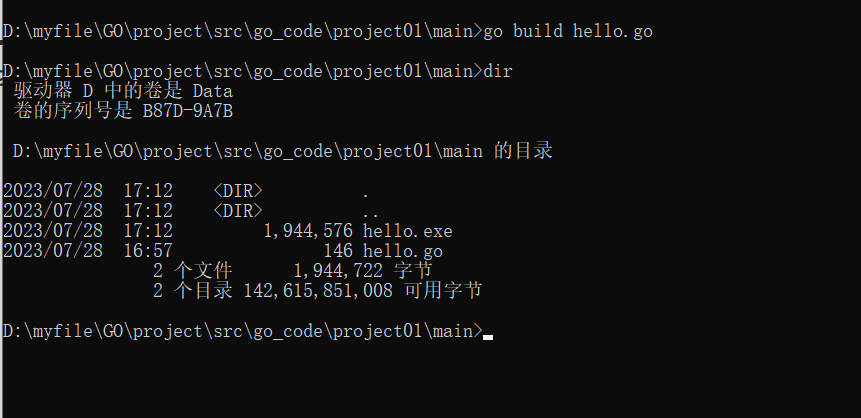 D:\myfile\GO\project\src\go_code\project01\main>go build hello.go
D:\myfile\GO\project\src\go_code\project01\main>dir
驱动器 D 中的卷是 Data
卷的序列号是 B87D-9A7B
D:\myfile\GO\project\src\go_code\project01\main 的目录
2023/07/28  17:12    <DIR>          .
2023/07/28  17:12    <DIR>          ..
2023/07/28  17:12         1,944,576 hello.exe
2023/07/28  16:57               146 hello.go
2 个文件      1,944,722 字节
2 个目录 142,615,851,008 可用字节
D:\myfile\GO\project\src\go_code\project01\main>